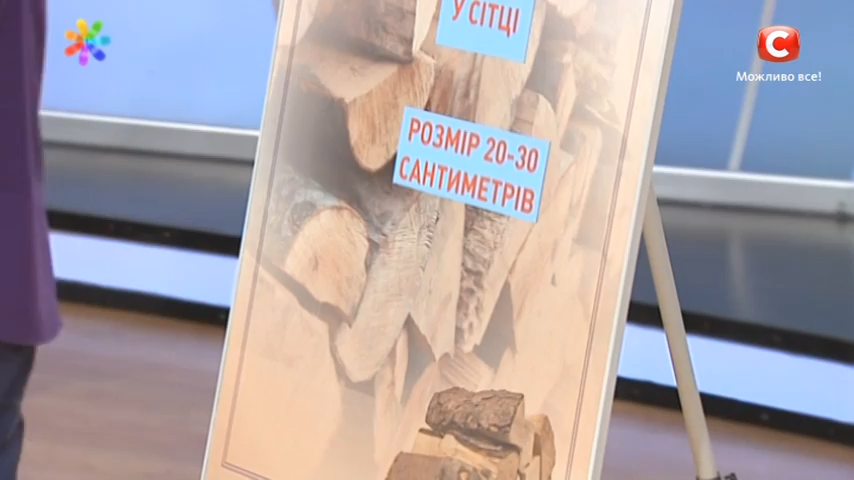 У СІТЦІ
РОЗМІР 20-30
САНТИМЕТРІВ
С
Можливо все!